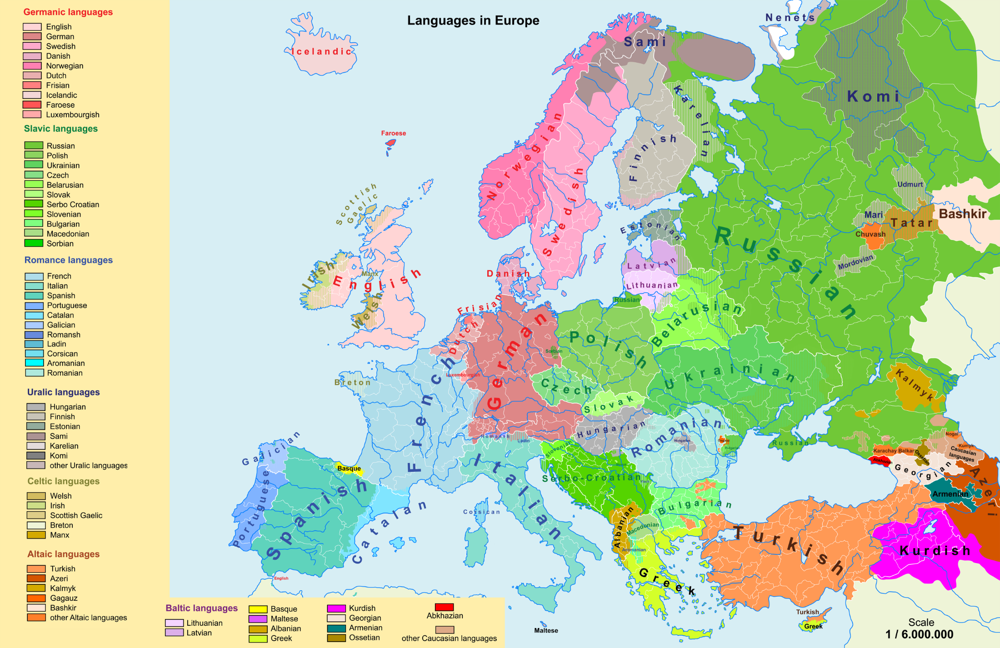 Languages in Europe
Germanic languages
English
German
Swedish
Danish
Norwegian
Dutch
Frisian
Icelandic
Faroese
Luxembourgish
Slavic languages
Russian
Polish
Ukrainian
Czech
Belarusian
Slovak
Serbo Croatian
Slovenian
Bulgarian
Macedonian
Sorbian
Romance languages
French
Italian
Spanish
Portuguese
Catalan
Galician
Romansh
Ladin
Corsican
Aromanian
Romanian
Uralic languages
Hungarian
Finnish
Estonian
Sami
Karelian
Komi
other Uralic languages
Celtic languages
Welsh
Irish
Scottish Gaelic
Breton
Manx
Altaic languages
Turkish
Azeri
Kalmyk
Gagauz
Bashkir
other Altaic languages
Baltic languages
Lithuanian
Latvian
Basque
Maltese
Albanian
Greek
Kurdish
Georgian
Armenian
Ossetian
Abkhazian
other Caucasian languages
Icelandic
Faroese
Nenets
Sami
Komi
Karelian
Norwegian
Swedish
Finnish
Udmurt
Mari
Tatar
Bashkir
Chuvash
Mordovian
Scottish
Gaelic
Irish
English
Manx
Welsh
Estonian
Latvian
Lithuanian
Russian
Russian
Danish
Frisian
Dutch
German
Sorbian
Polish
Belarusian
Ukrainian
Luxembourgish
Breton
French
Czech
Slovak
Kalmyk
Hungarian
Romanian
Hungarian
Gagauz
Bulgarian
Russian
Romansh
Ladin
Slovenian
Galician
Portuguese
Basque
Spanish
Catalan
English
Corsican
Italian
Serbo-Croatian
Slovak
Vlach
Bulgarian
Albanian
Macedonian
Aromanian
Greek
Nogai
Kumyk
Karachay Balkar
Ossetian
Caucasian
languages
Abkhazian
Georgian
Azeri
Armenian
Turkish
Kurdish
Turkish
Greek
Maltese
Scale
1 / 6.000.000